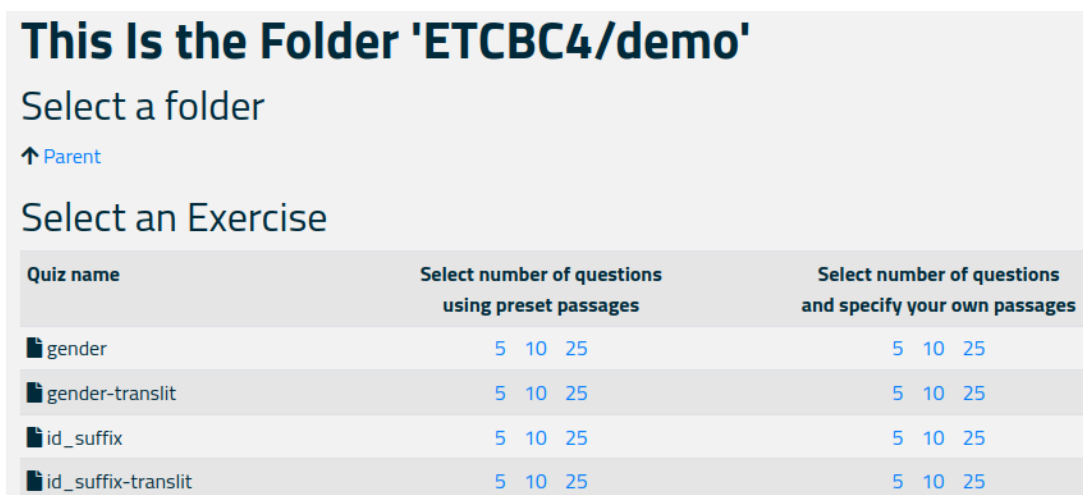 This Is the Folder 'ETCBC4/demo'
Select a folder
Parent
Select an Exercise
Quiz name Select number of questions using preset passages Select number of questions and specify your own passages
gender 5 10 25 5 10 25
gender-translit 5 10 25 5 10 25
id_suffix 5 10 25 5 10 25
id_suffix-translit 5 10 25 5 10 25